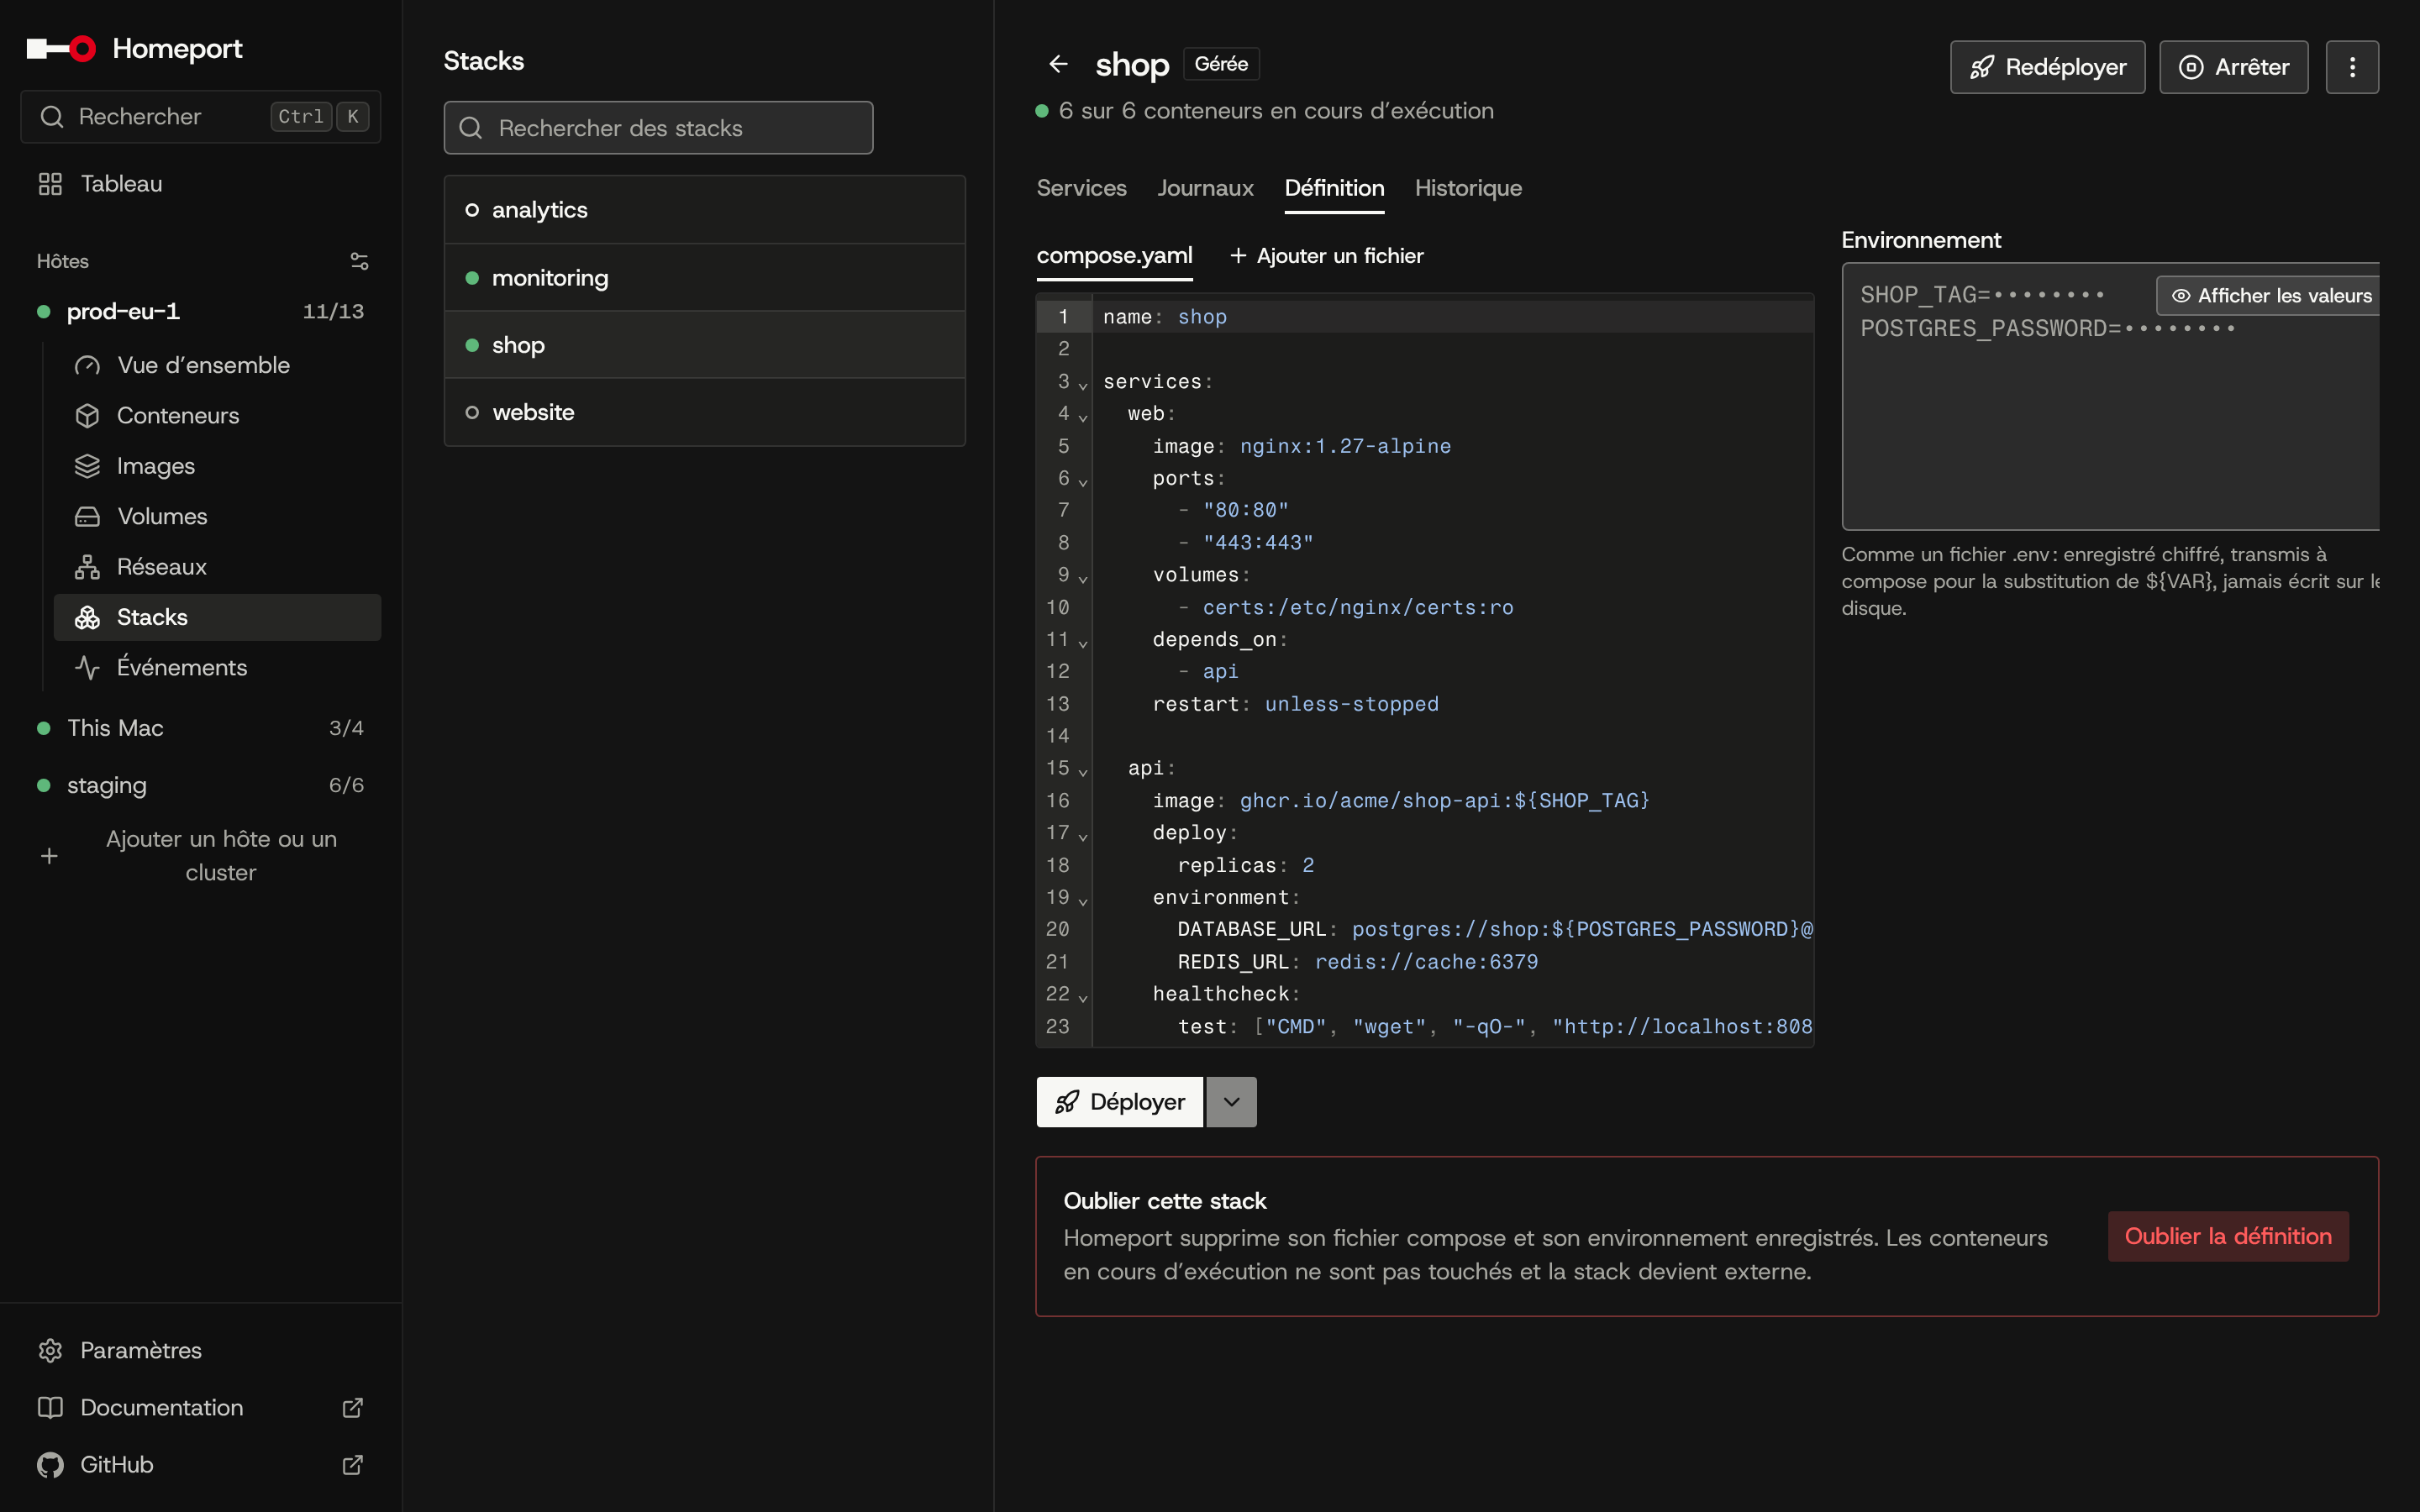 Homeport
Rechercher Ctrl K
Tableau
Hôtes
prod-eu-1 11/13
Vue d’ensemble
Conteneurs
Images
Volumes
Réseaux
Stacks
Événements
This Mac 3/4
staging 6/6
Ajouter un hôte ou un
cluster
Paramètres
Documentation
GitHub
Stacks
Rechercher des stacks
analytics
monitoring
shop
website
shop Gérée
6 sur 6 conteneurs en cours d’exécution
Redéployer Arrêter
Services Journaux Définition Historique
compose.yaml + Ajouter un fichier
1 name: shop
2
3 services:
4 web:
5 image: nginx:1.27-alpine
6 ports:
7 - "80:80"
8 - "443:443"
9 volumes:
10 - certs:/etc/nginx/certs:ro
11 depends_on:
12 - api
13 restart: unless-stopped
14
15 api:
16 image: ghcr.io/acme/shop-api:${SHOP_TAG}
17 deploy:
18 replicas: 2
19 environment:
20 DATABASE_URL: postgres://shop:${POSTGRES_PASSWORD}@
21 REDIS_URL: redis://cache:6379
22 healthcheck:
23 test: ["CMD", "wget", "-qO-", "http://localhost:808
Environnement
SHOP_TAG=•••••••• Afficher les valeurs
POSTGRES_PASSWORD=••••••••
Comme un fichier .env : enregistré chiffré, transmis à
compose pour la substitution de ${VAR}, jamais écrit sur le
disque.
Déployer
Oublier cette stack
Homeport supprime son fichier compose et son environnement enregistrés. Les conteneurs
en cours d’exécution ne sont pas touchés et la stack devient externe.
Oublier la définition